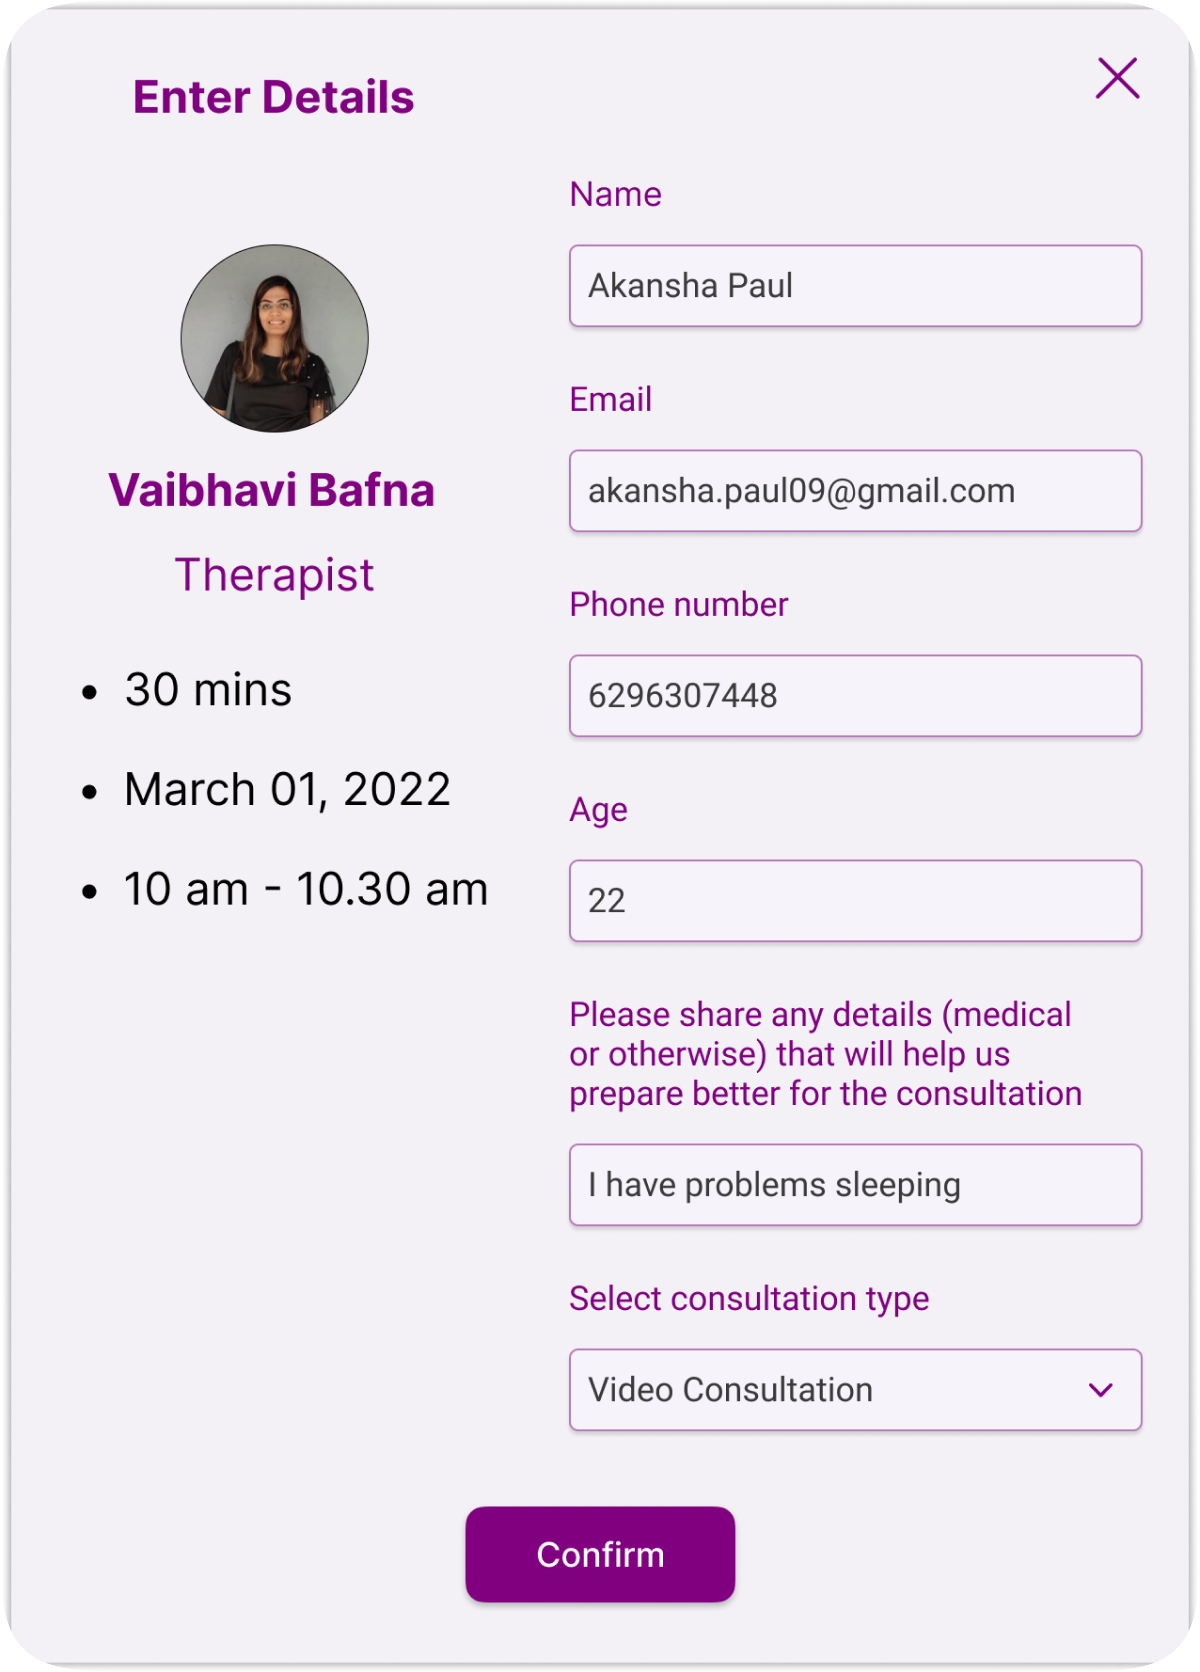 Enter Details
Vaibhavi Bafna
Therapist
• 30 mins
• March 01, 2022
• 10 am - 10.30 am
Name
Akansha Paul
Email
akansha.paul09@gmail.com
Phone number
6296307448
Age
22
Please share any details (medical
or otherwise) that will help us
prepare better for the consultation
I have problems sleeping
Select consultation type
Video Consultation
Confirm